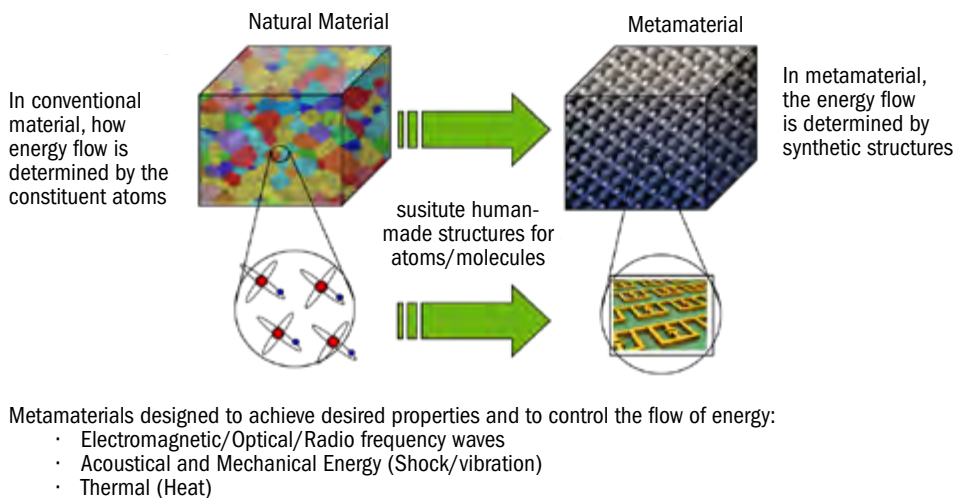 Natural Material
Metamaterial
In conventional
material, how
energy flow is
determined by the
constituent atoms
In metamaterial,
the energy flow
is determined by
synthetic structures
susitute human-
made structures for
atoms/molecules
Metamaterials designed to achieve desired properties and to control the flow of energy:
· Electromagnetic/Optical/Radio frequency waves
· Acoustical and Mechanical Energy (Shock/vibration)
· Thermal (Heat)